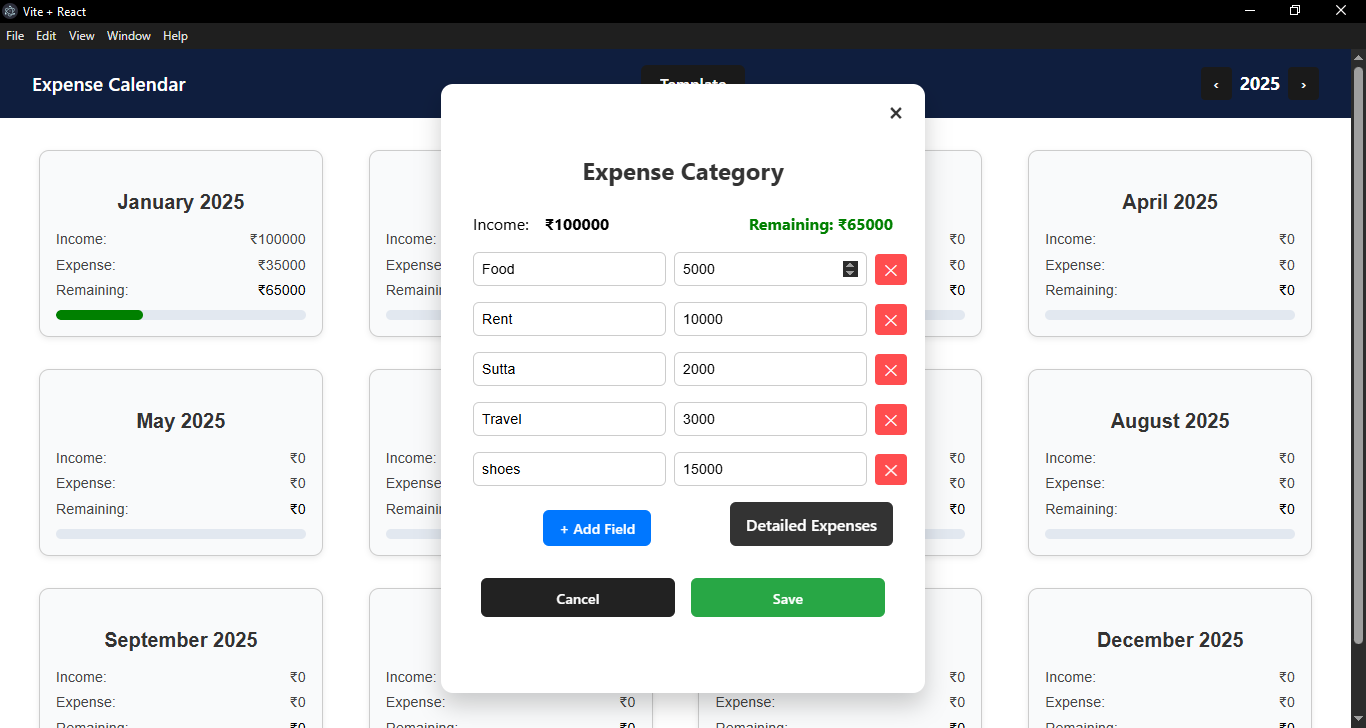 Vite + React
File Edit View Window Help
Expense Calendar
Template
‹ 2025 ›
×
Expense Category
Income: ₹100000 Remaining: ₹65000
Food 5000
Rent 10000
Sutta 2000
Travel 3000
shoes 15000
+ Add Field Detailed Expenses
Cancel Save
January 2025
Income: ₹100000
Expense: ₹35000
Remaining: ₹65000
Income:
Expense
Remaini
₹0
₹0
₹0
April 2025
Income: ₹0
Expense: ₹0
Remaining: ₹0
May 2025
Income: ₹0
Expense: ₹0
Remaining: ₹0
Income:
Expense
Remaini
₹0
₹0
₹0
August 2025
Income: ₹0
Expense: ₹0
Remaining: ₹0
September 2025
Income: ₹0
Expense: ₹0
Remaining: ₹0
Income:
Expense: ₹0
Remaining: ₹0
₹0
Expense: ₹0
Remaining: ₹0
December 2025
Income: ₹0
Expense: ₹0
Remaining: ₹0